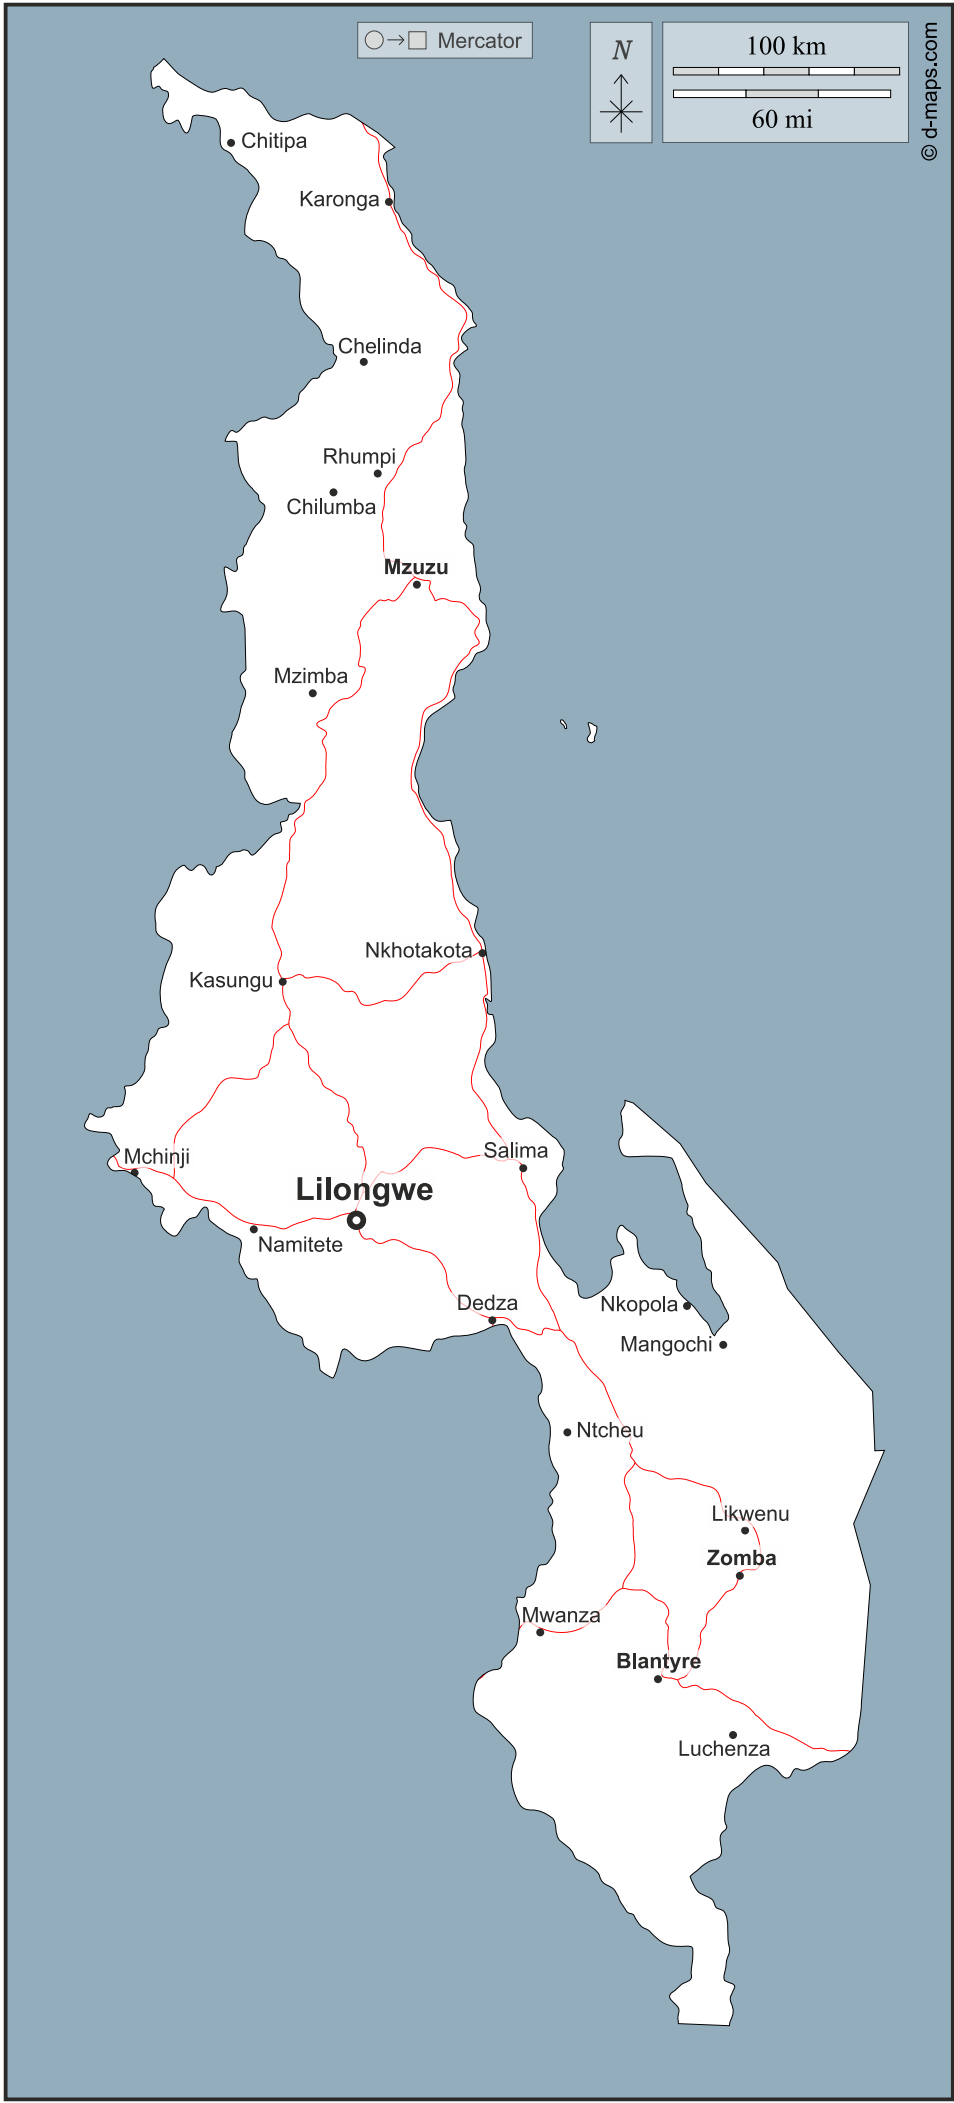 Mercator
N
100 km
60 mi
© d-maps.com
Chitipa
Karonga
Chelinda
Rhumpi
Chilumba
Mzuzu
Mzimba
Nkhotakota
Kasungu
Salima
Mchinji
Lilongwe
Namitete
Dedza
Nkopola
Mangochi
Ntcheu
Likwenu
Zomba
Mwanza
Blantyre
Luchenza